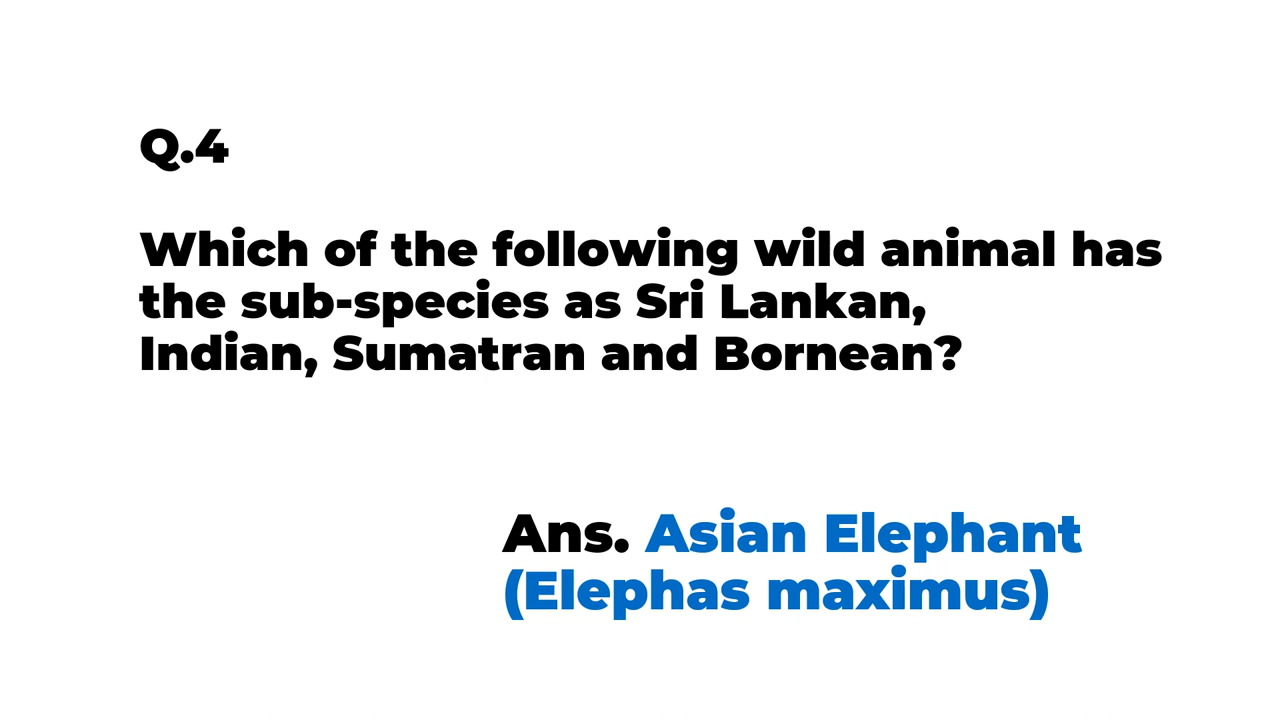 Q.4
Which of the following wild animal has
the sub-species as Sri Lankan,
Indian, Sumatran and Bornean?
Ans. Asian Elephant
(Elephas maximus)